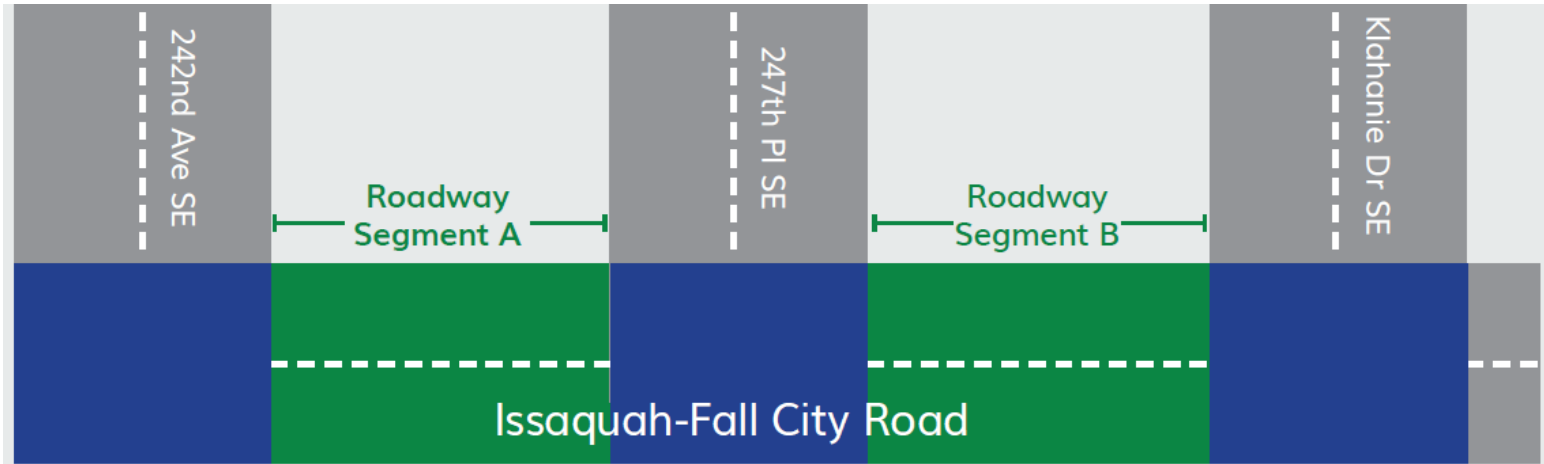 242nd Ave SE
247th Pl SE
Klahanie Dr SE
Roadway
Segment A
Roadway
Segment B
Issaquah-Fall City Road